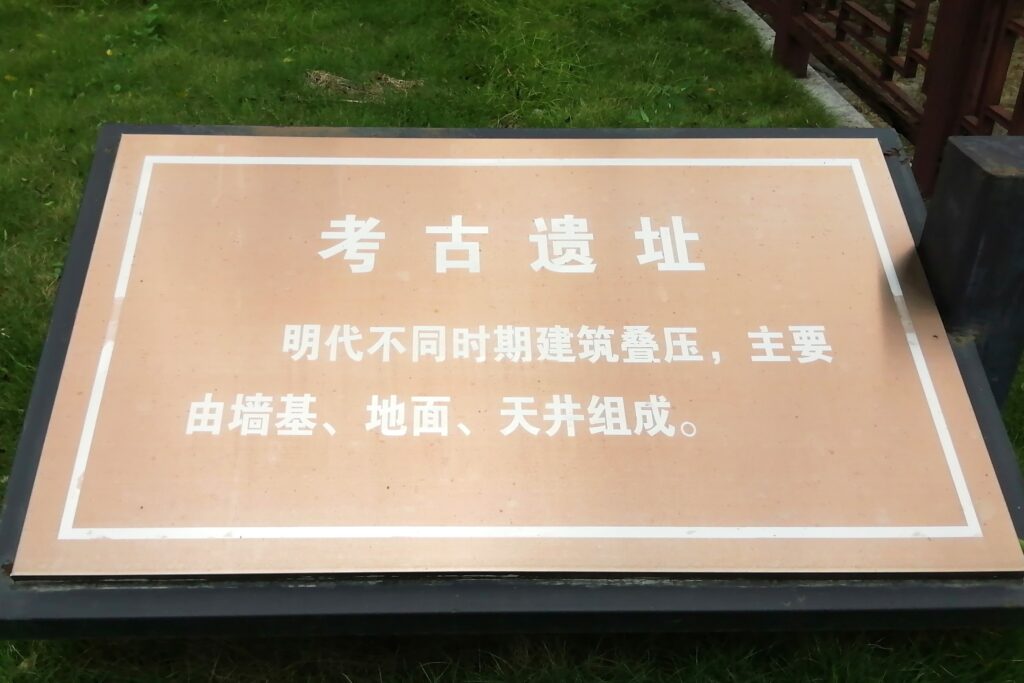 考古遗址
明代不同时期建筑叠压，主要
由墙基、地面、天井组成。